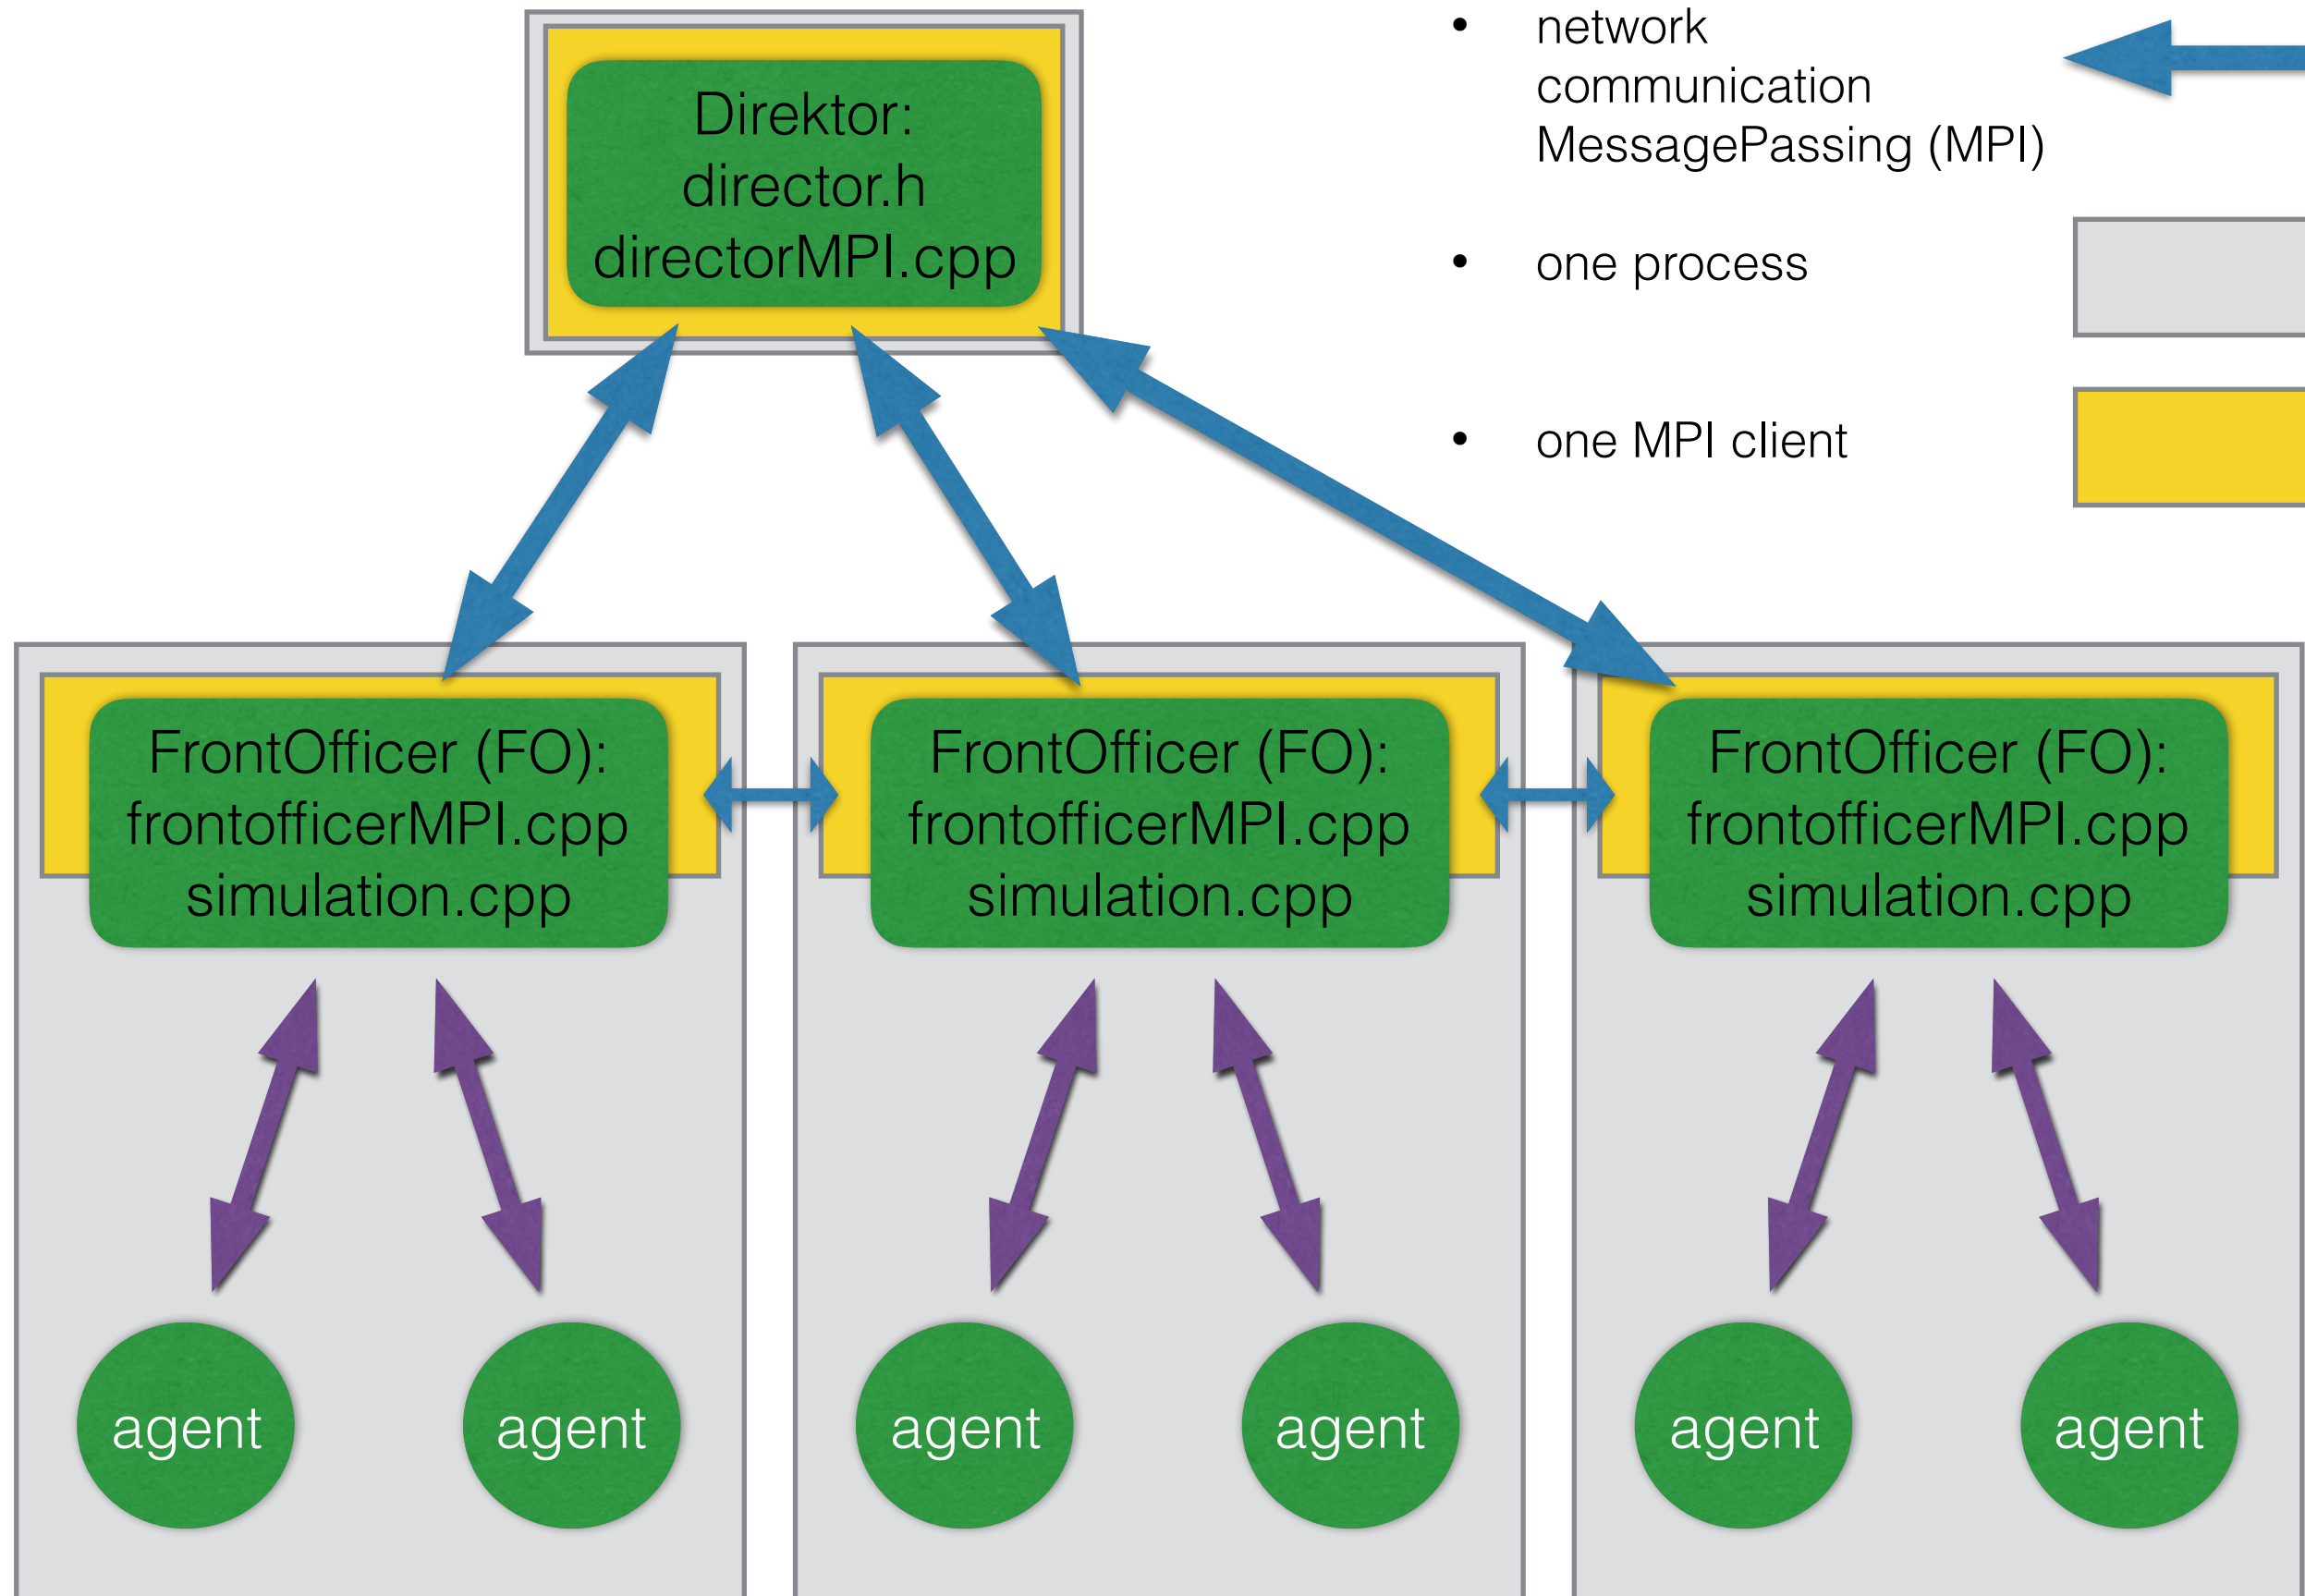 Direktor:
director.h
directorMPI.cpp
• network
communication
MessagePassing (MPI)
• one process
• one MPI client
FrontOfficer (FO):
frontofficerMPI.cpp
simulation.cpp
FrontOfficer (FO):
frontofficerMPI.cpp
simulation.cpp
FrontOfficer (FO):
frontofficerMPI.cpp
simulation.cpp
agent
agent
agent
agent
agent
agent